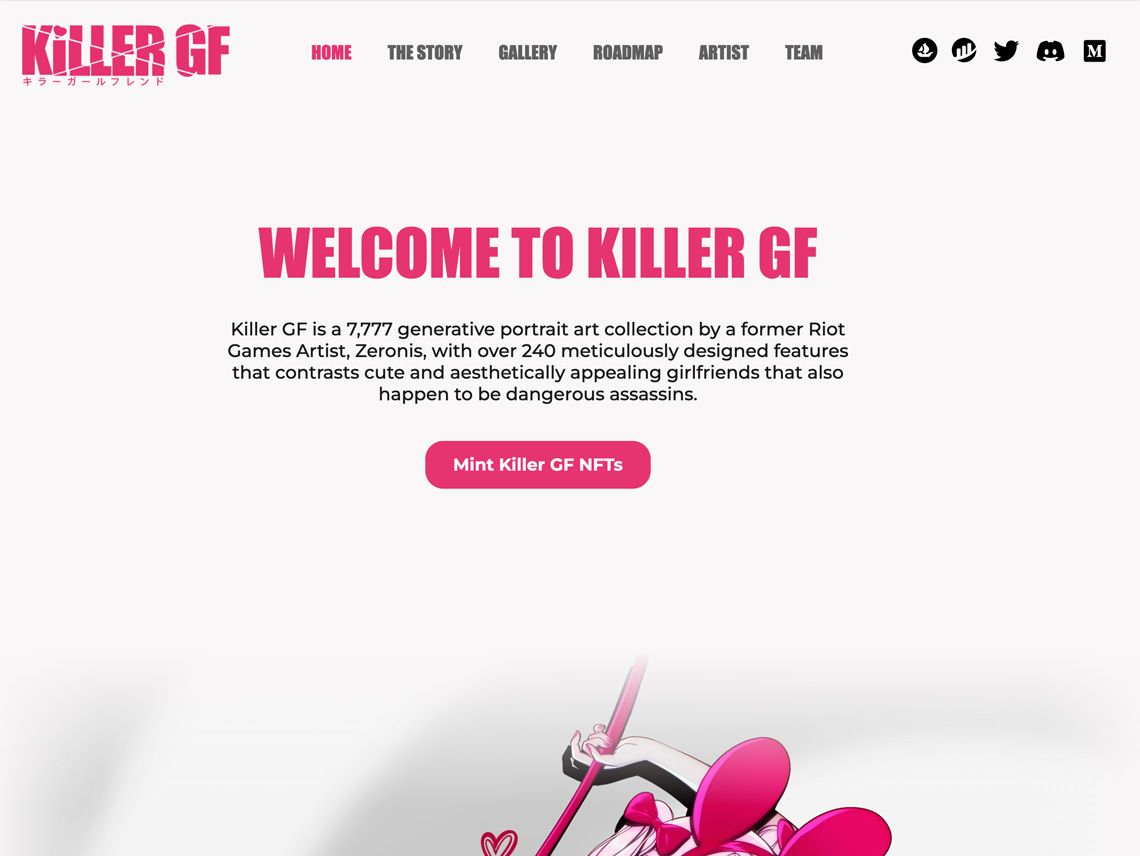 KiLLER GF
キラーガールフレンド
HOME
THE STORY
GALLERY
ROADMAP
ARTIST
TEAM
M
WELCOME TO KILLER GF
Killer GF is a 7,777 generative portrait art collection by a former Riot
Games Artist, Zeronis, with over 240 meticulously designed features
that contrasts cute and aesthetically appealing girlfriends that also
happen to be dangerous assassins.
Mint Killer GF NFTs